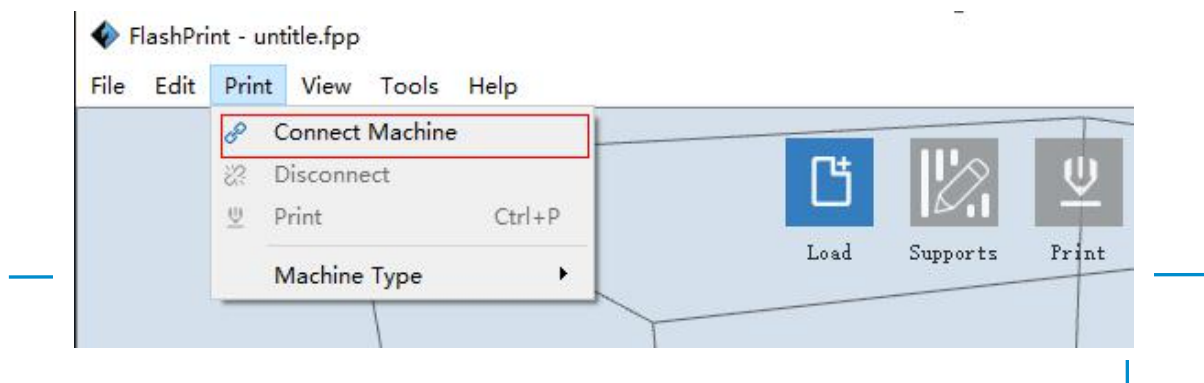 FlashPrint - untitle.fpp
File Edit Print View Tools Help
Connect Machine
Disconnect
Print Ctrl+P
Machine Type
Load Supports Print